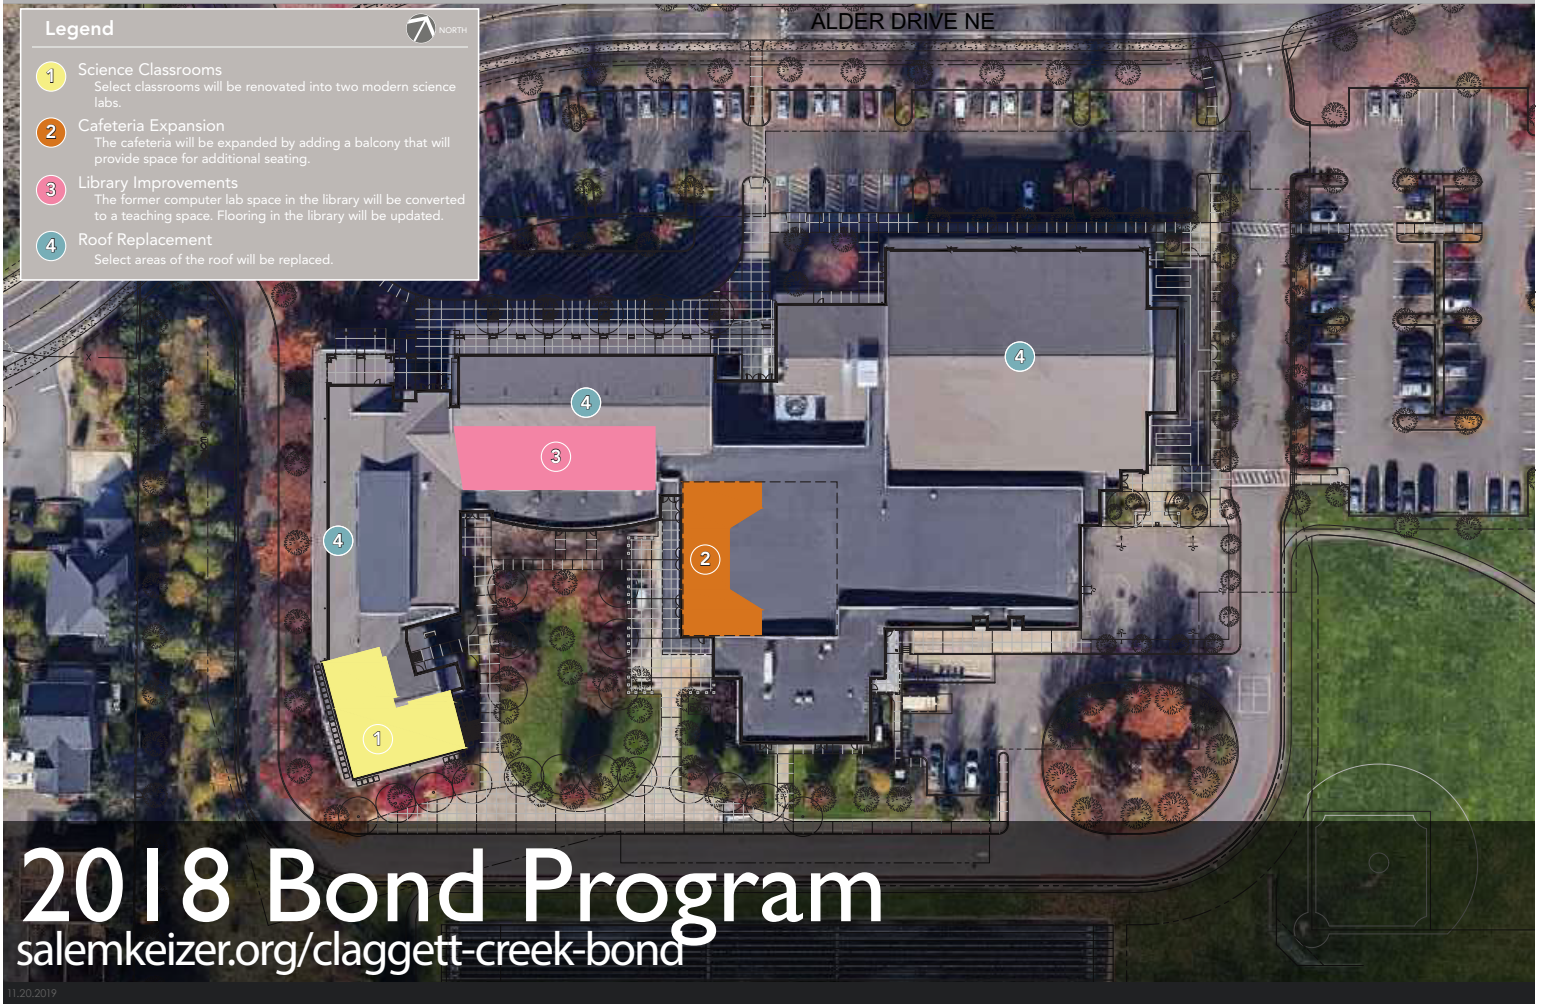 ALDER DRIVE NE
Legend
NORTH
1
Science Classrooms
Select classrooms will be renovated into two modern science
labs.
2
Cafeteria Expansion
The cafeteria will be expanded by adding a balcony that will
provide space for additional seating.
3
Library Improvements
The former computer lab space in the library will be converted
to a teaching space. Flooring in the library will be updated.
4
Roof Replacement
Select areas of the roof will be replaced.
4
4
3
4
2
1
2018 Bond Program
salemkeizer.org/claggett-creek-bond
11.20.2019